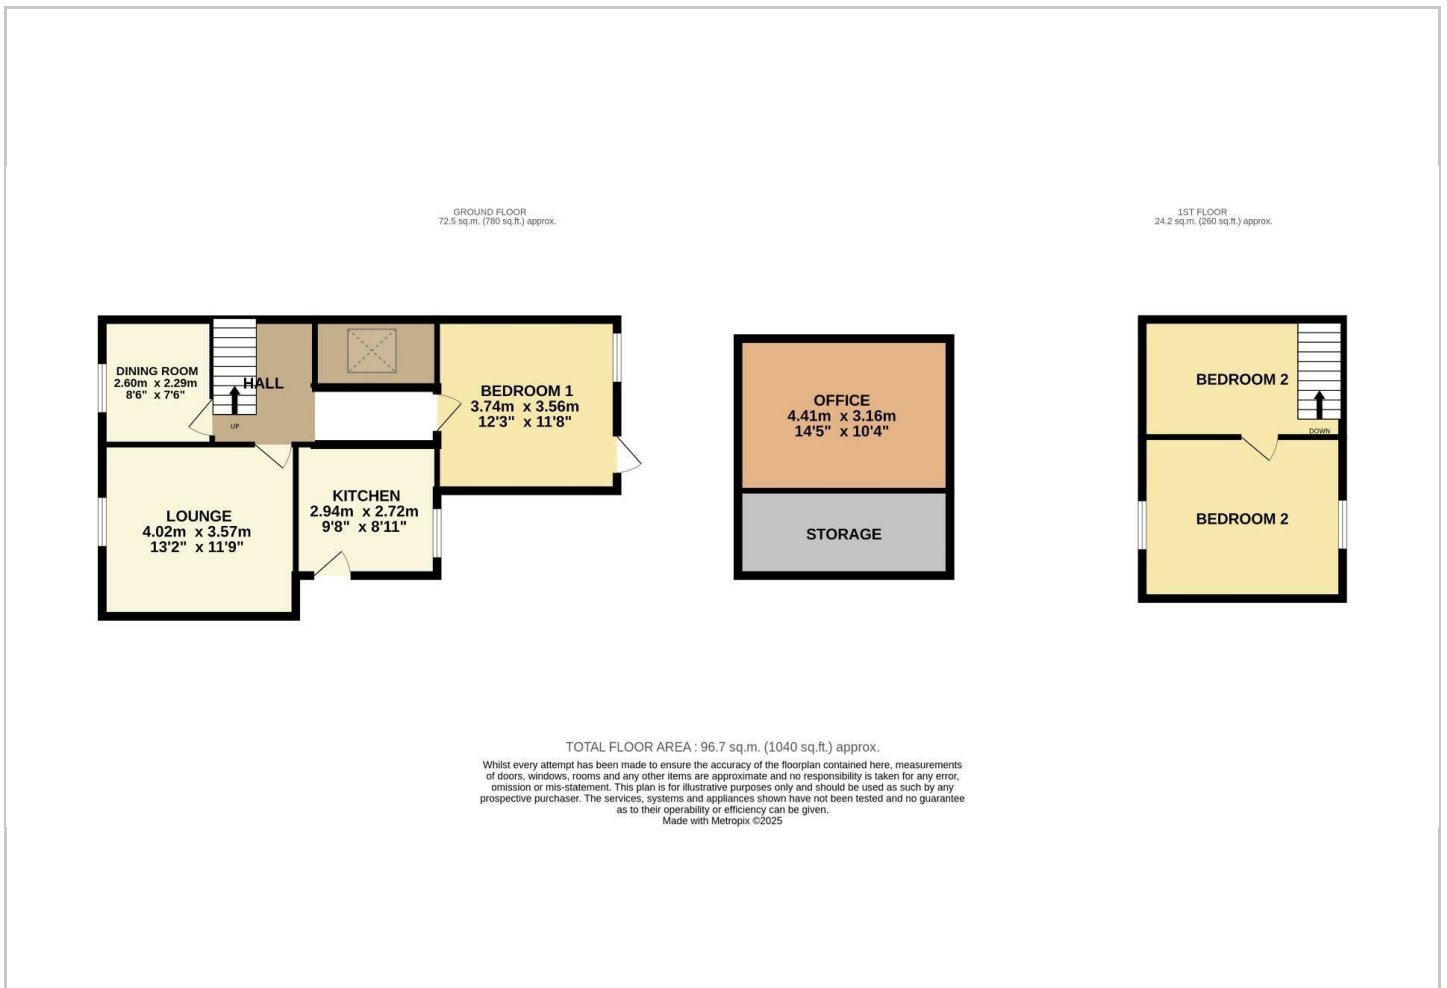 GROUND FLOOR
72.5 sq.m. (780 sq.ft.) approx.
1ST FLOOR
24.2 sq.m. (260 sq.ft.) approx.
DINING ROOM
2.60m x 2.29m
8'6" x 7'6"
HALL
UP
BEDROOM 1
3.74m x 3.56m
12'3" x 11'8"
LOUNGE
4.02m x 3.57m
13'2" x 11'9"
KITCHEN
2.94m x 2.72m
9'8" x 8'11"
OFFICE
4.41m x 3.16m
14'5" x 10'4"
STORAGE
BEDROOM 2
DOWN
BEDROOM 2
TOTAL FLOOR AREA : 96.7 sq.m. (1040 sq.ft.) approx.
Whilst every attempt has been made to ensure the accuracy of the floorplan contained here, measurements
of doors, windows, rooms and any other items are approximate and no responsibility is taken for any error,
omission or mis-statement. This plan is for illustrative purposes only and should be used as such by any
prospective purchaser. The services, systems and appliances shown have not been tested and no guarantee
as to their operability or efficiency can be given.
Made with Metropix ©2025